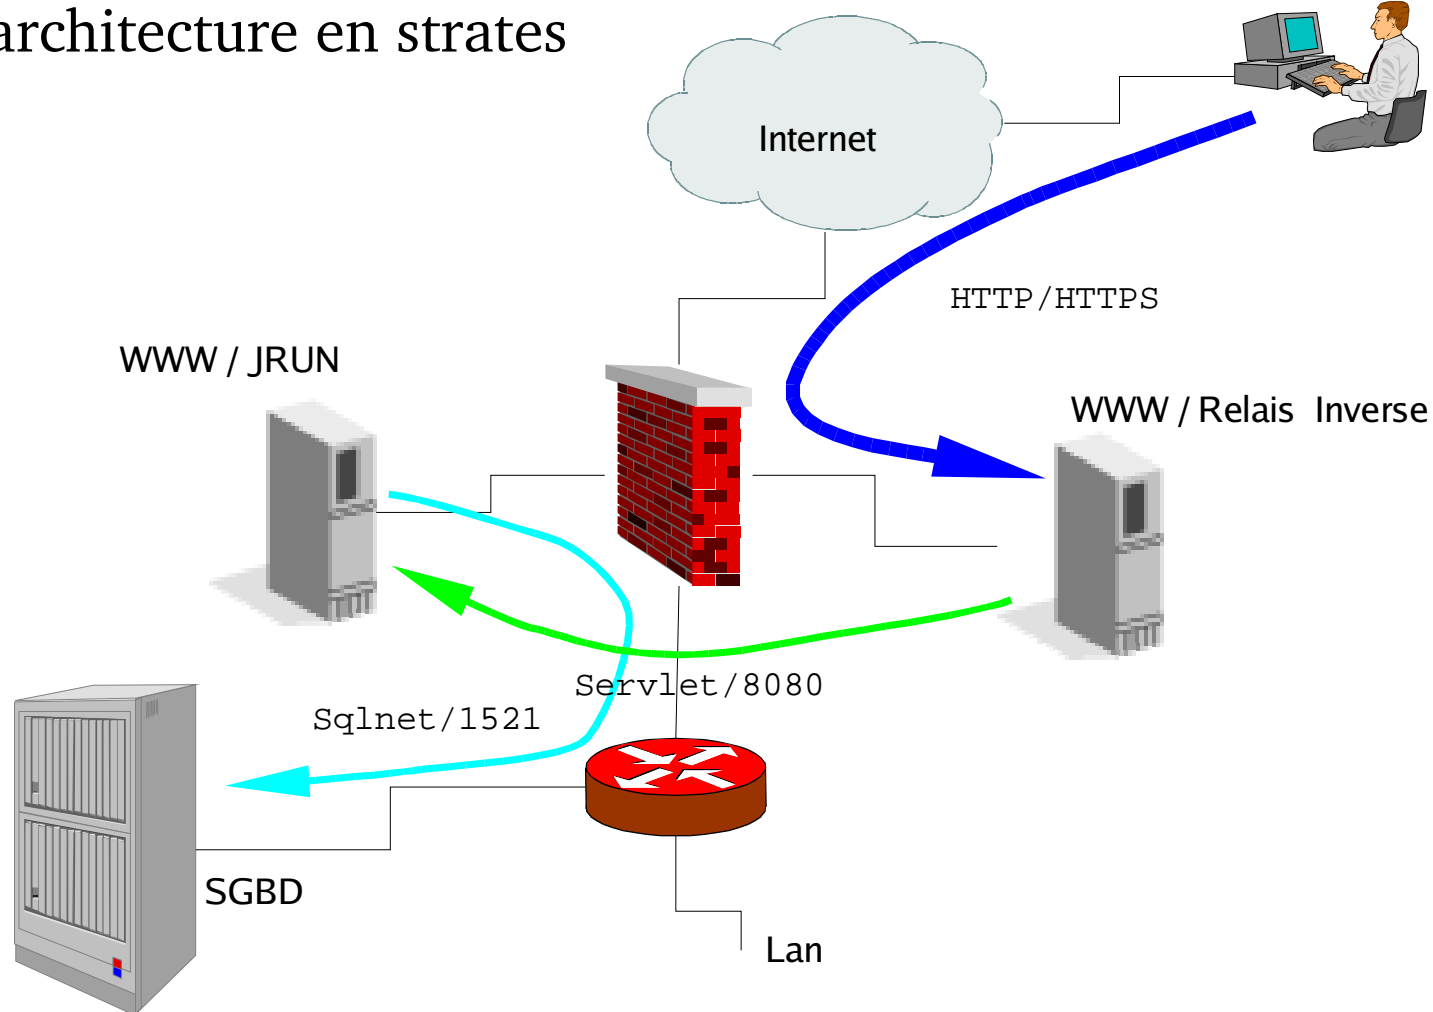 architecture en strates
Internet
HTTP/HTTPS
WWW / JRUN
WWW / Relais Inverse
Servlet/8080
Sqlnet/1521
SGBD
Lan